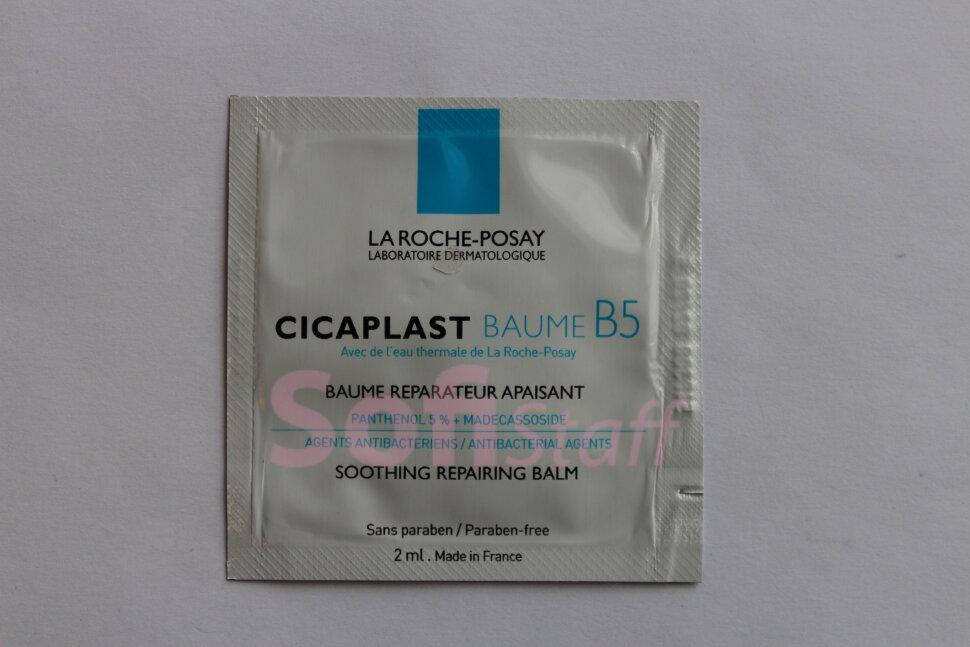 LA ROCHE-POSAY
LABORATOIRE DERMATOLOGIQUE
CICAPLAST BAUME B5
Avec de l'eau thermale de La Roche-Posay
BAUME REPARATEUR APAISANT
PANTHENOL 5 % + MADECASSOSIDE
Sofistaff
AGENTS ANTIBACTERIENS / ANTIBACTERIAL AGENTS
SOOTHING REPAIRING BALM
Sans paraben / Paraben-free
2 ml . Made in France